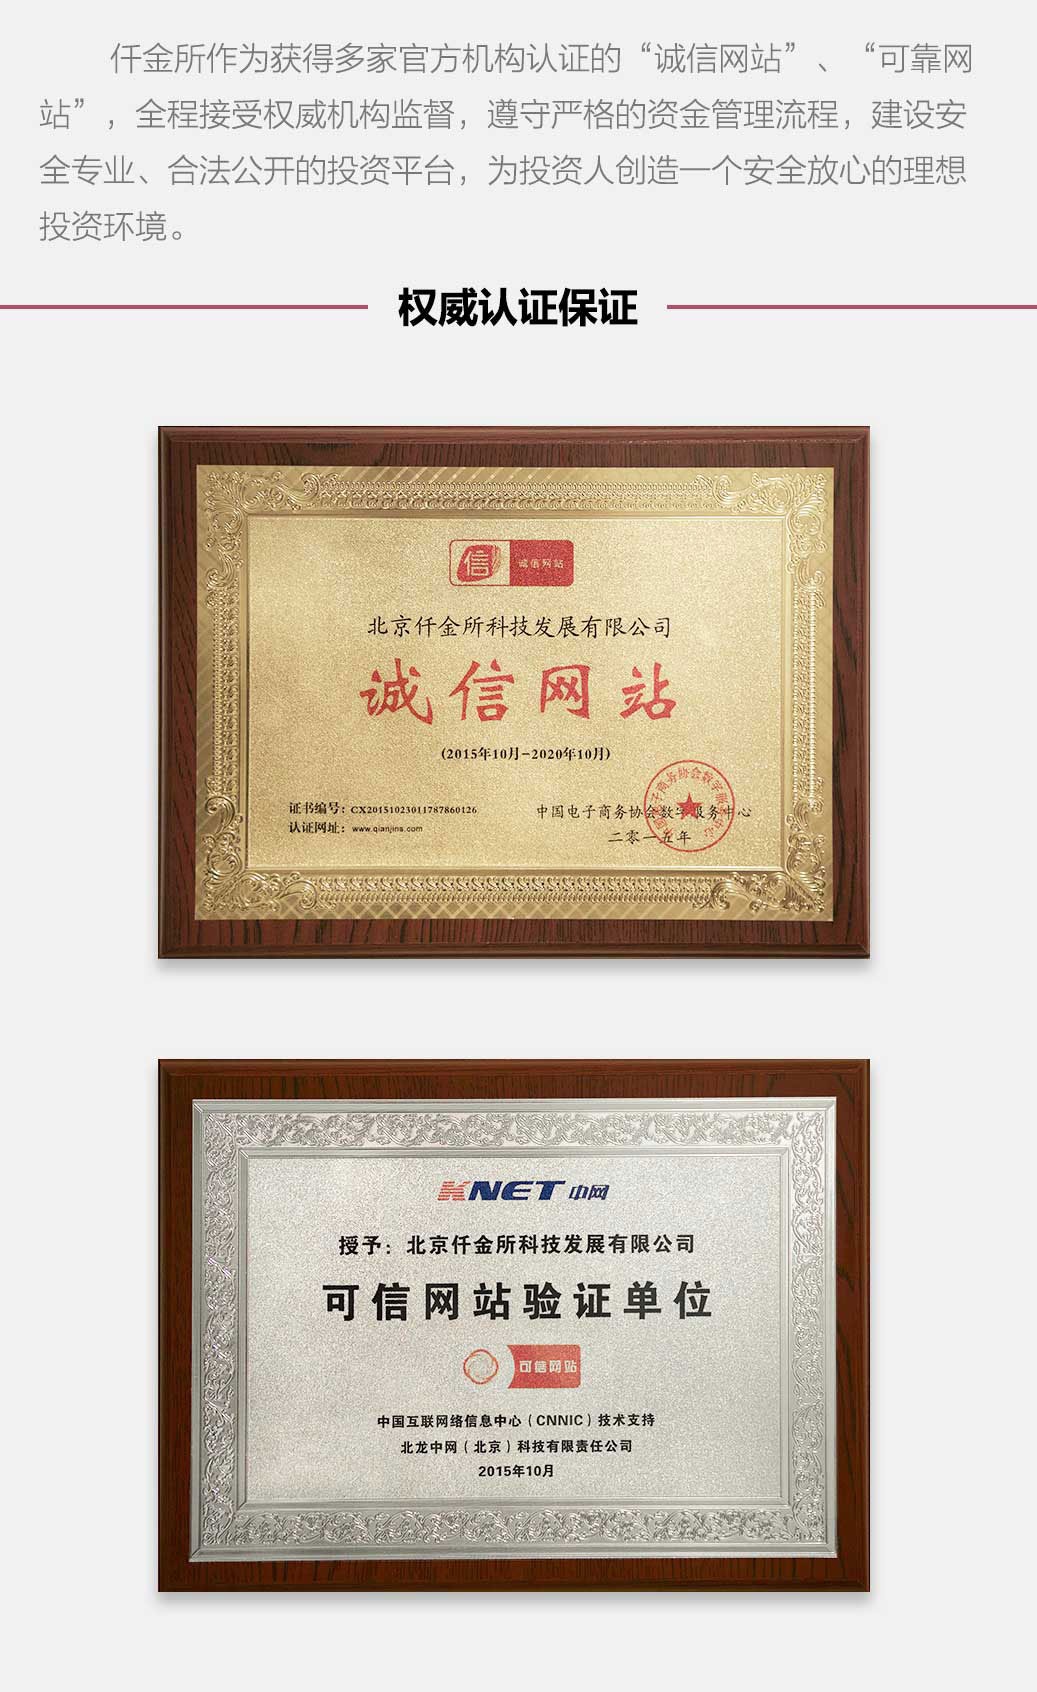 仟金所作为获得多家官方机构认证的“诚信网站”、“可靠网
站”，全程接受权威机构监督，遵守严格的资金管理流程，建设安
全专业、合法公开的投资平台，为投资人创造一个安全放心的理想
投资环境。
权威认证保证
信 诚信网站
北京仟金所科技发展有限公司
诚信网站
(2015年10月-2020年10月)
证书编号：CX20151023011787860126
认证网址：www.qianjins.com
中国电子商务协会数字服务中心
二零一五年
KNET 中网
授予：北京仟金所科技发展有限公司
可信网站验证单位
可信网站
中国互联网络信息中心（CNNIC）技术支持
北龙中网（北京）科技有限责任公司
2015年10月